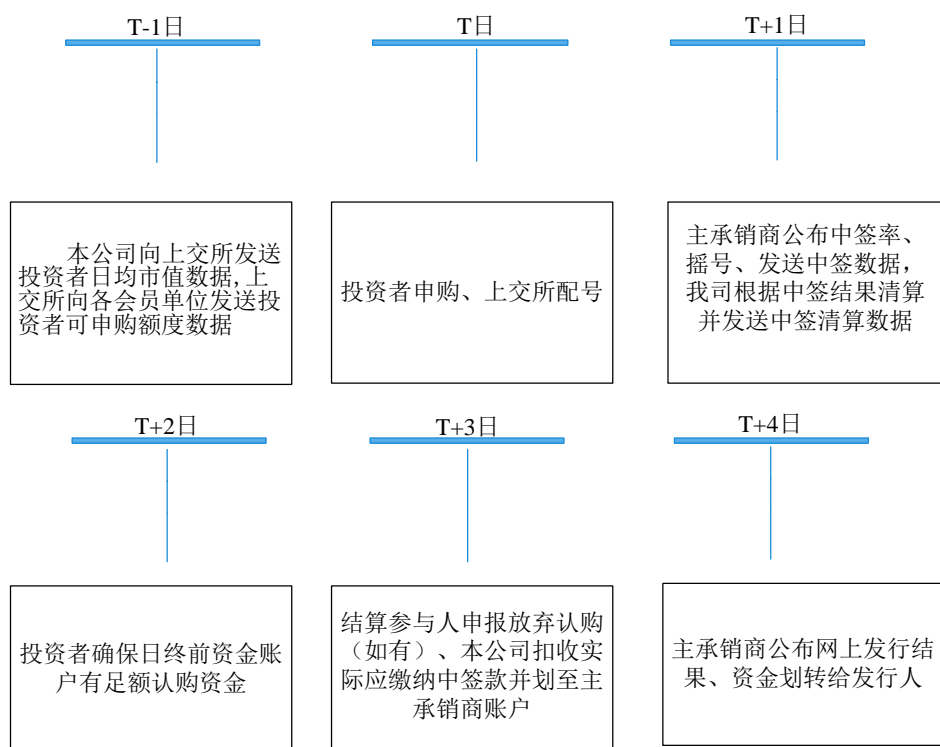 T-1日
T日
T+1日
本公司向上交所发送
投资者日均市值数据,上
交所向各会员单位发送投
资者可申购额度数据
投资者申购、上交所配号
主承销商公布中签率、
摇号、发送中签数据，
我司根据中签结果清算
并发送中签清算数据
T+2日
T+3日
T+4日
投资者确保日终前资金账
户有足额认购资金
结算参与人申报放弃认购
（如有）、本公司扣收实
际应缴纳中签款并划至主
承销商账户
主承销商公布网上发行结
果、资金划转给发行人